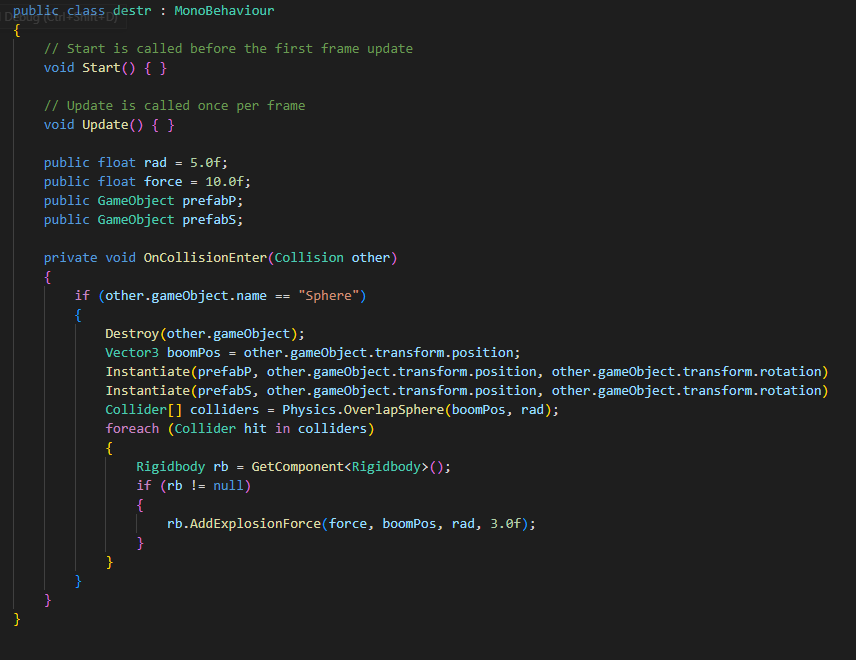 public class destr : MonoBehaviour
Debug (Ctrl+Shift+D)
{
// Start is called before the first frame update
void Start() { }
// Update is called once per frame
void Update() { }
public float rad = 5.0f;
public float force = 10.0f;
public GameObject prefabP;
public GameObject prefabS;
private void OnCollisionEnter(Collision other)
{
if (other.gameObject.name == "Sphere")
{
Destroy(other.gameObject);
Vector3 boomPos = other.gameObject.transform.position;
Instantiate(prefabP, other.gameObject.transform.position, other.gameObject.transform.rotation)
Instantiate(prefabS, other.gameObject.transform.position, other.gameObject.transform.rotation)
Collider[] colliders = Physics.OverlapSphere(boomPos, rad);
foreach (Collider hit in colliders)
{
Rigidbody rb = GetComponent<Rigidbody>();
if (rb != null)
{
rb.AddExplosionForce(force, boomPos, rad, 3.0f);
}
}
}
}
}